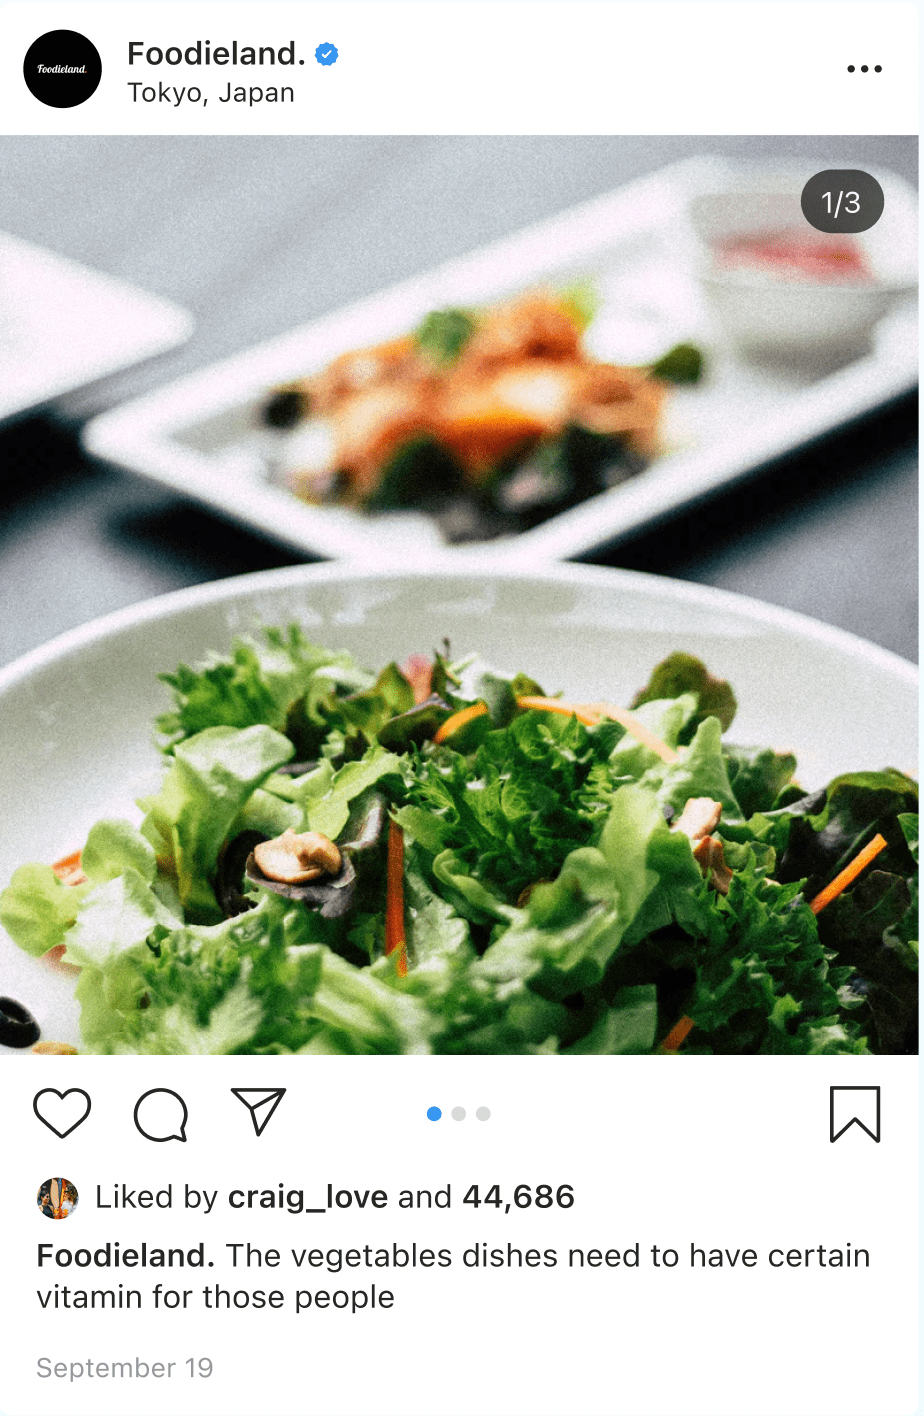 Foodieland.
Foodieland.
Tokyo, Japan
1/3
Liked by craig_love and 44,686
Foodieland. The vegetables dishes need to have certain
vitamin for those people
September 19